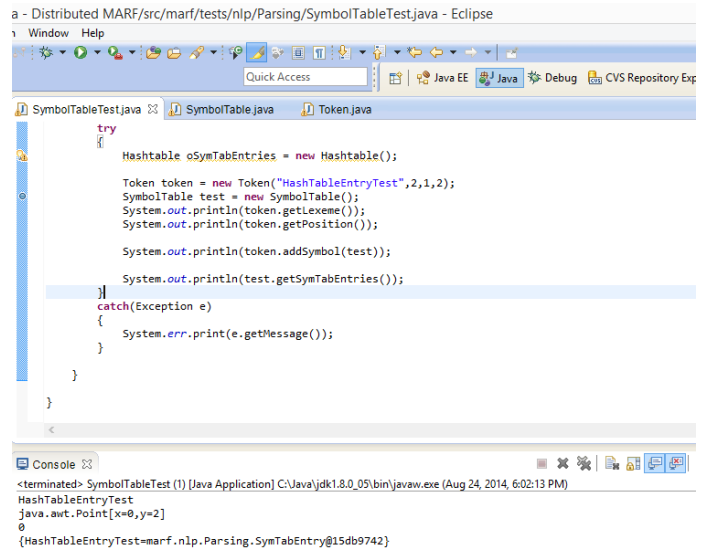 a - Distributed MARF/src/marf/tests/nlp/Parsing/SymbolTableTest.java - Eclipse
Window Help
Quick Access
Java EE Java Debug CVS Repository Exp
SymbolTableTest.java SymbolTable.java Token.java
try
{
Hashtable oSymTabEntries = new Hashtable();
Token token = new Token("HashTableEntryTest",2,1,2);
SymbolTable test = new SymbolTable();
System.out.println(token.getLexeme());
System.out.println(token.getPosition());
System.out.println(token.addSymbol(test));
System.out.println(test.getSymTabEntries());
}
catch(Exception e)
{
System.err.print(e.getMessage());
}
}
}
Console
<terminated> SymbolTableTest (1) [Java Application] C:\Java\jdk1.8.0_05\bin\javaw.exe (Aug 24, 2014, 6:02:13 PM)
HashTableEntryTest
java.awt.Point[x=0,y=2]
0
{HashTableEntryTest=marf.nlp.Parsing.SymTabEntry@15db9742}